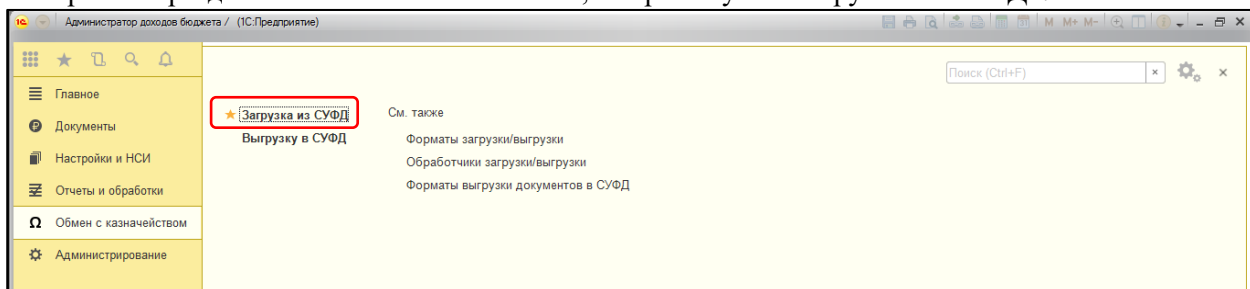 Администратор доходов бюджета / (1С:Предприятие)
M M+ M-
Поиск (Ctrl+F)
Главное
Документы
Настройки и НСИ
Отчеты и обработки
Обмен с казначейством
Администрирование
Загрузка из СУФД
Выгрузку в СУФД
См. также
Форматы загрузки/выгрузки
Обработчики загрузки/выгрузки
Форматы выгрузки документов в СУФД